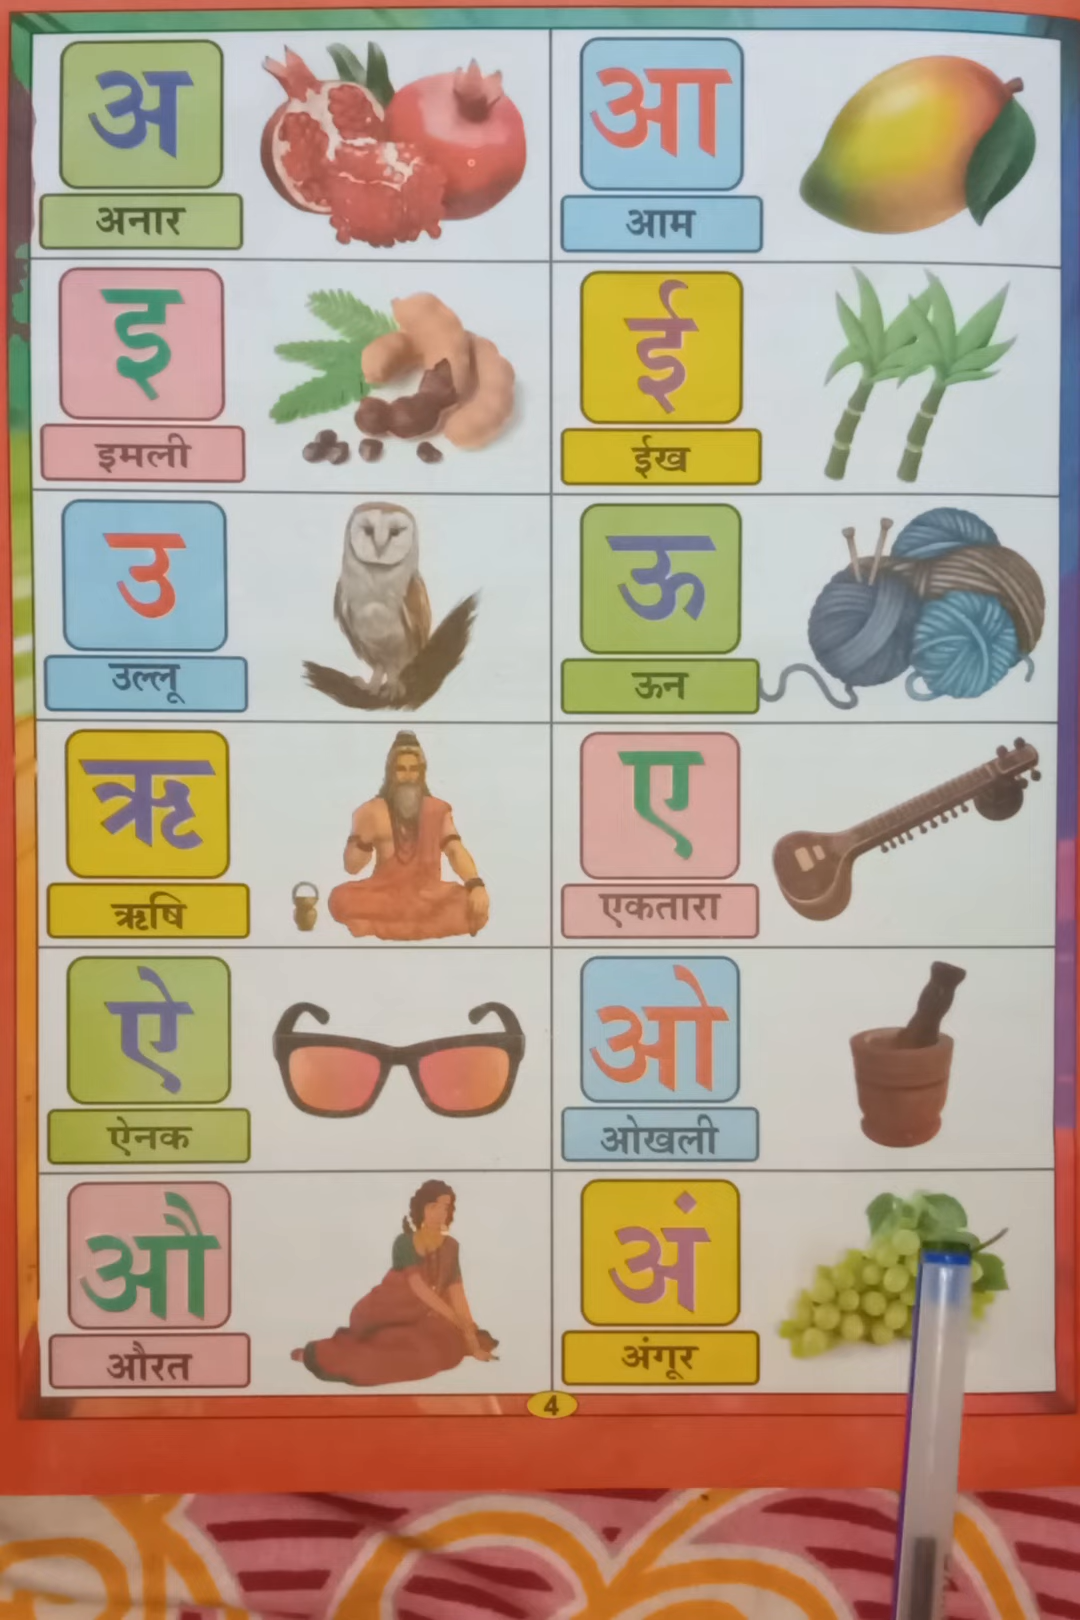 अ
अनार
आ
आम
इ
इमली
ई
ईख
उ
उल्लू
ऊ
ऊन
ऋ
ऋषि
ए
एकतारा
ऐ
ऐनक
ओ
ओखली
औ
औरत
अं
अंगूर
4